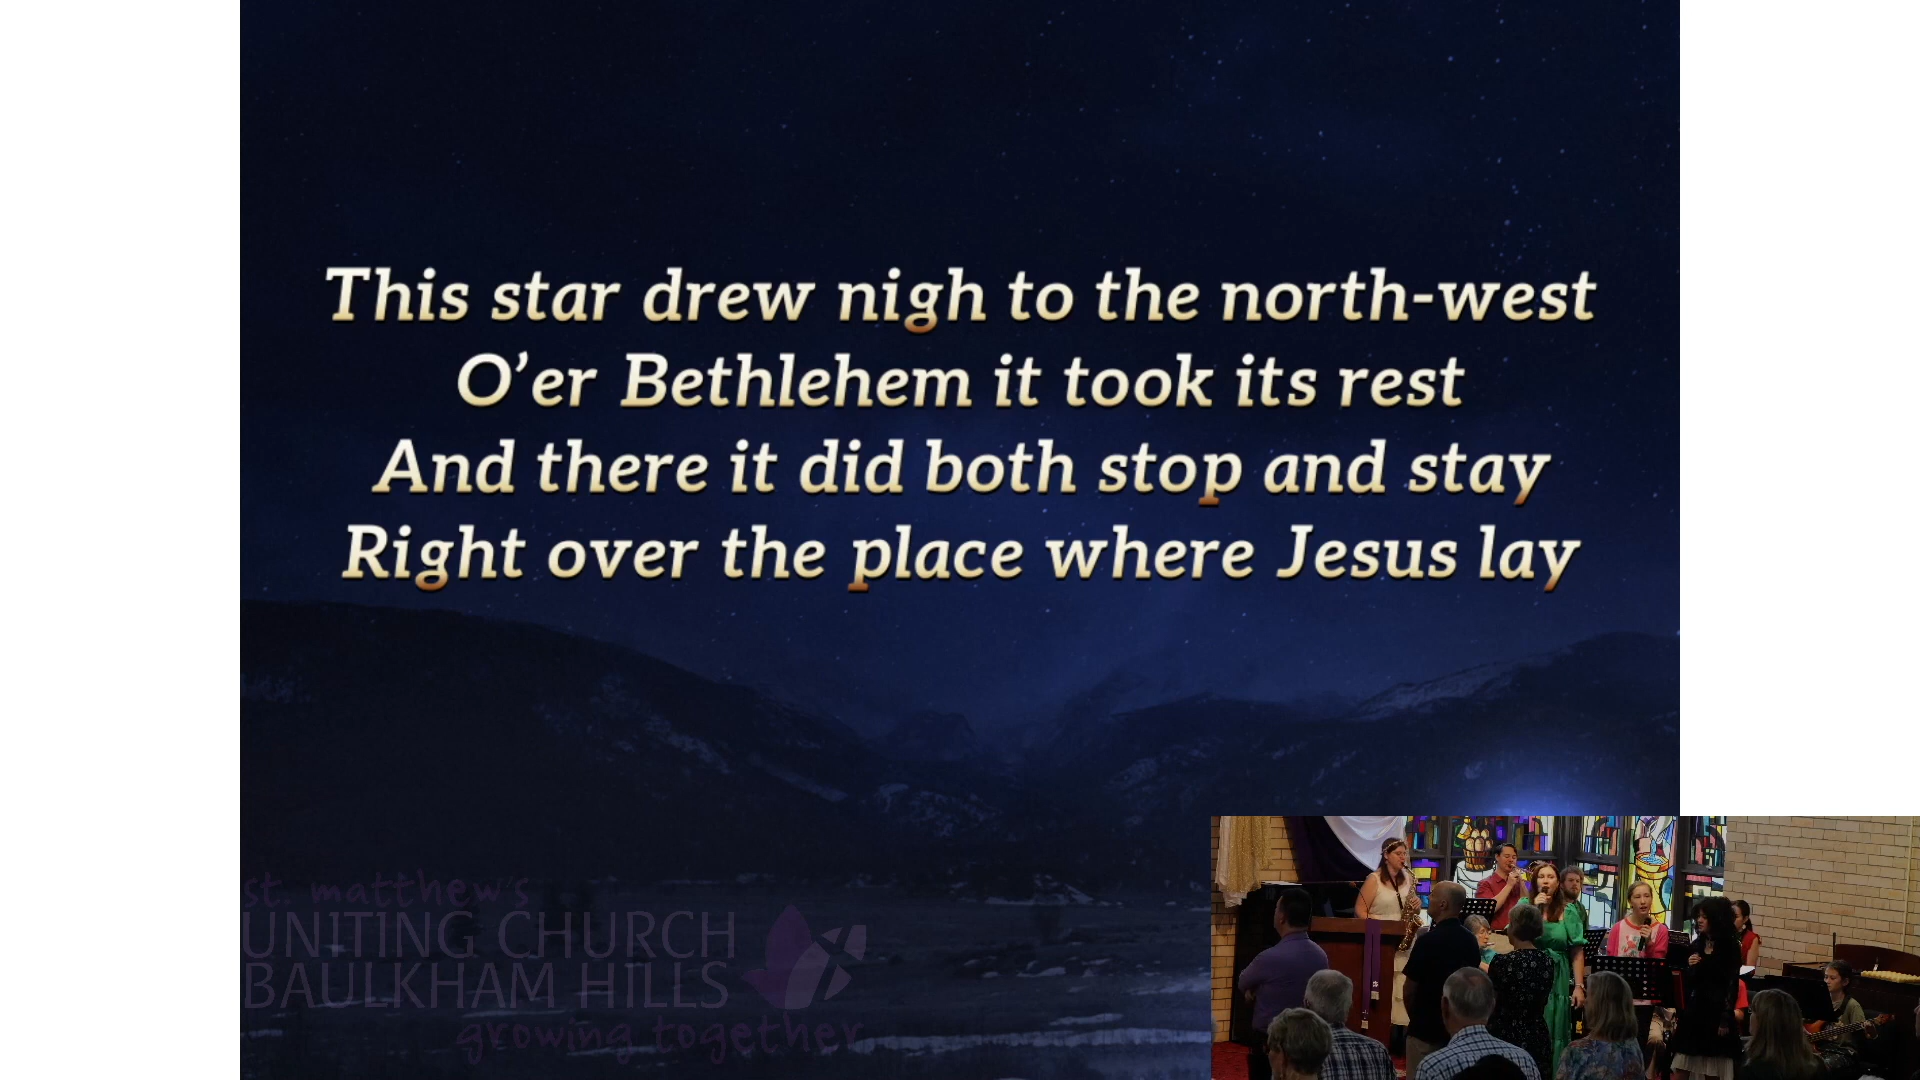 This star drew nigh to the north-west
O’er Bethlehem it took its rest
And there it did both stop and stay
Right over the place where Jesus lay
st. matthew's
UNITING CHURCH
BAULKHAM HILLS
growing together